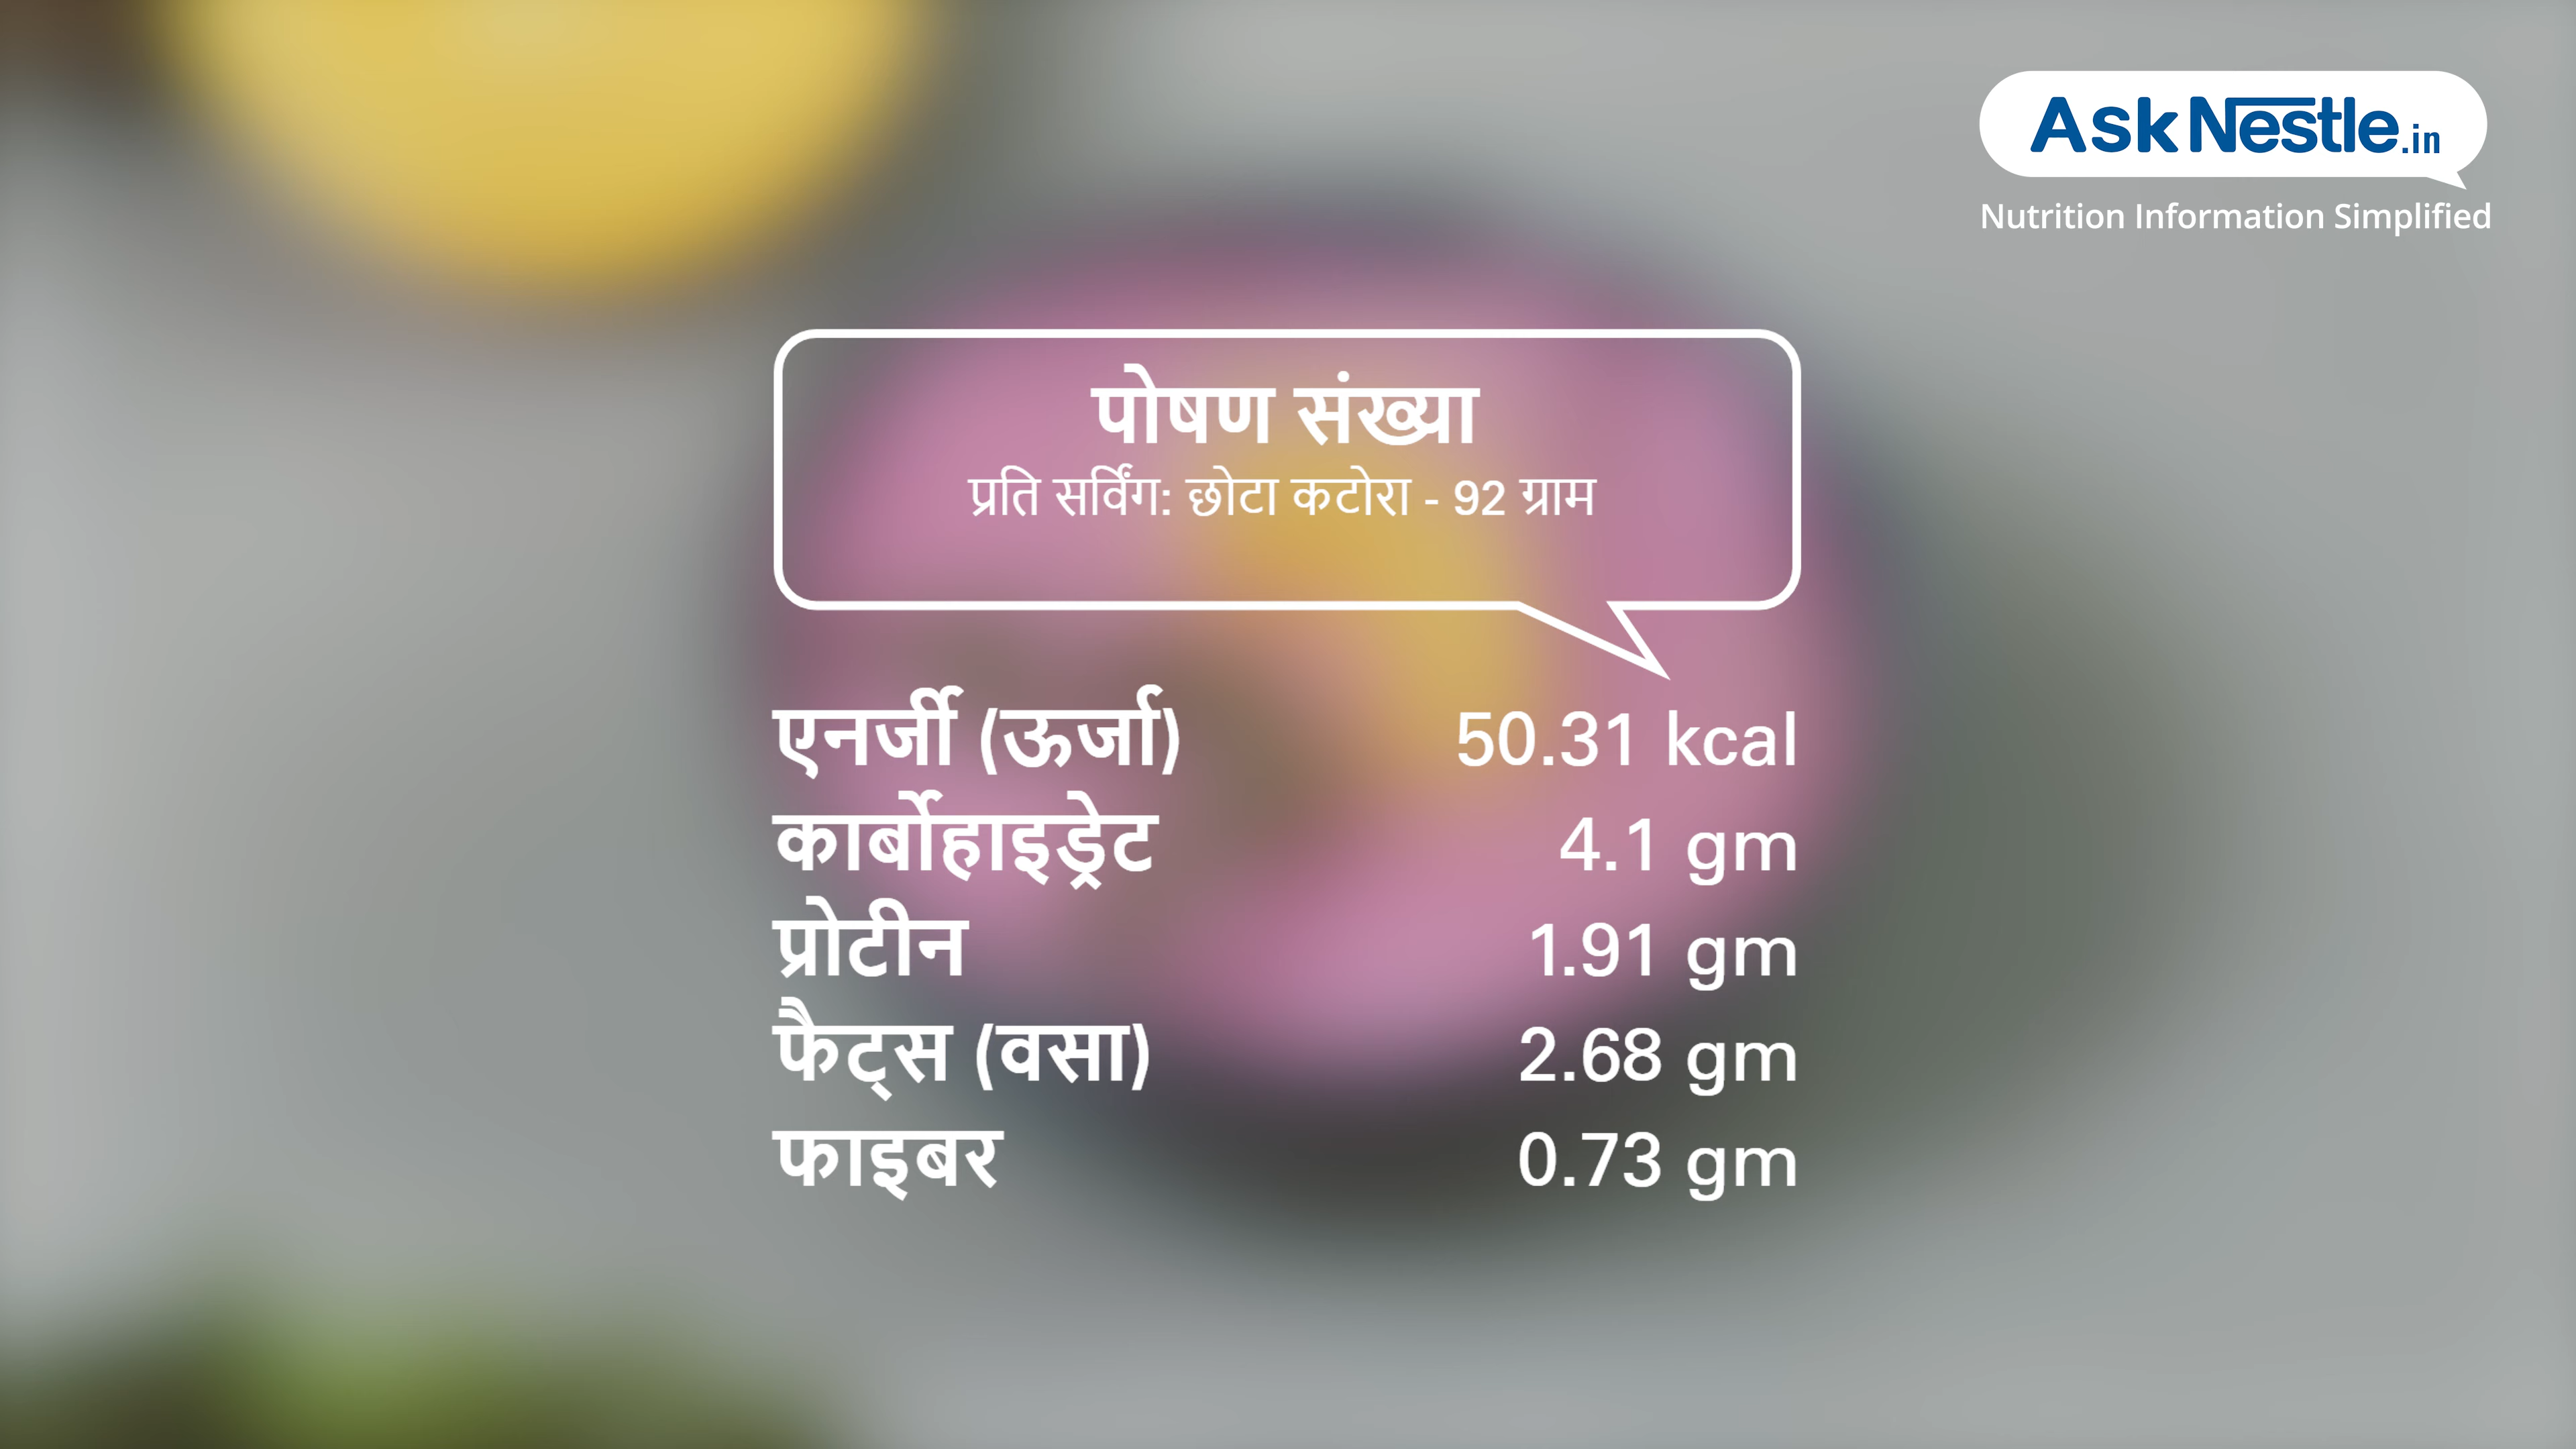 AskNestle.in
Nutrition Information Simplified
पोषण संख्या
प्रति सर्विंग: छोटा कटोरा - 92 ग्राम
एनर्जी (ऊर्जा) 50.31 kcal
कार्बोहाइड्रेट 4.1 gm
प्रोटीन 1.91 gm
फैट्स (वसा) 2.68 gm
फाइबर 0.73 gm